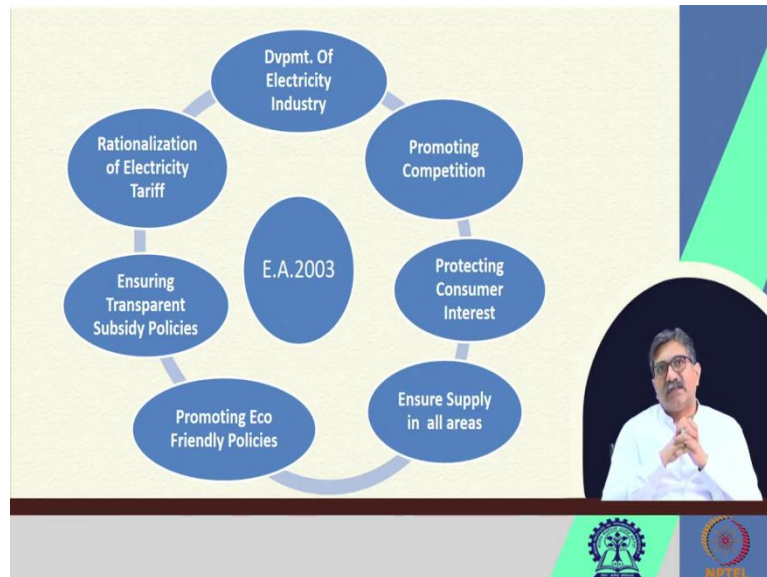 Dvpmt. Of
Electricity
Industry
Promoting
Competition
Protecting
Consumer
Interest
Ensure Supply
in all areas
Promoting Eco
Friendly Policies
Ensuring
Transparent
Subsidy Policies
Rationalization
of Electricity
Tariff
E.A.2003
NPTEL